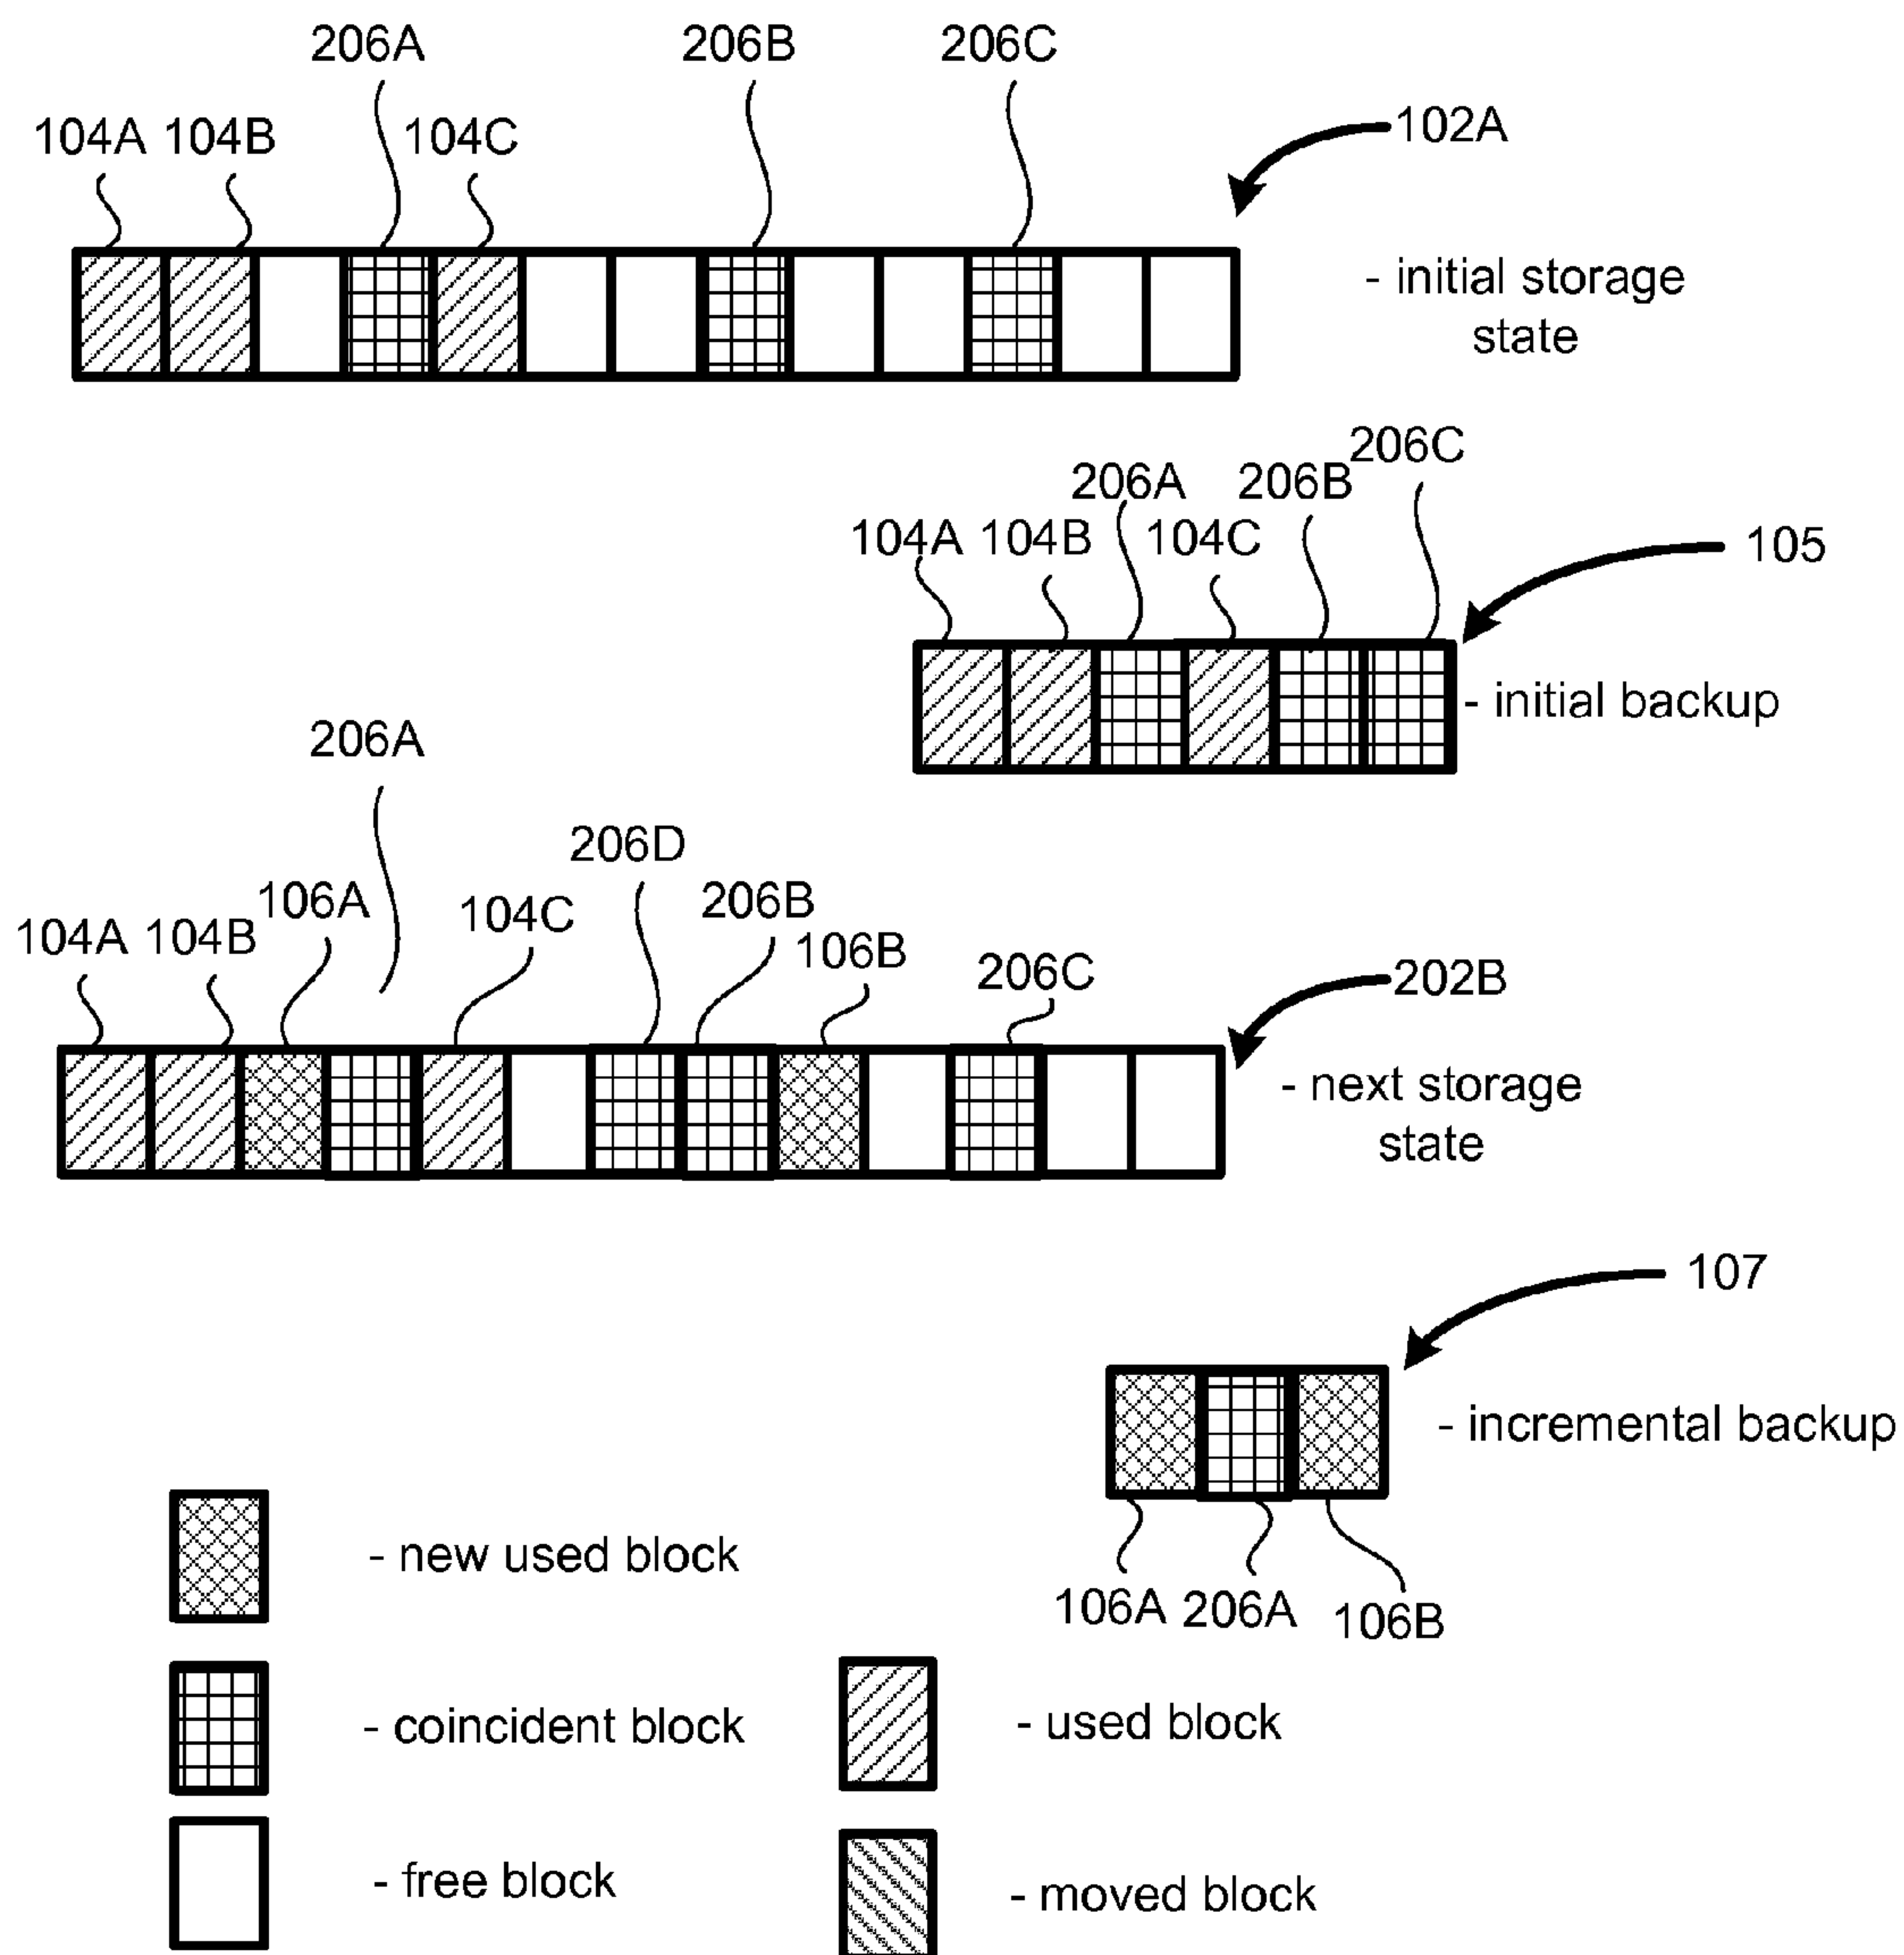 206A 206B 206C
104A 104B 104C 102A
- initial storage
state
206C
206A 206B
104A 104B 104C 105
- initial backup
206A
206D
106A 104C 206B
104A 104B 106B 206C 202B
- next storage
state
107
- incremental backup
- new used block
106A 206A 106B
- coincident block - used block
- free block - moved block